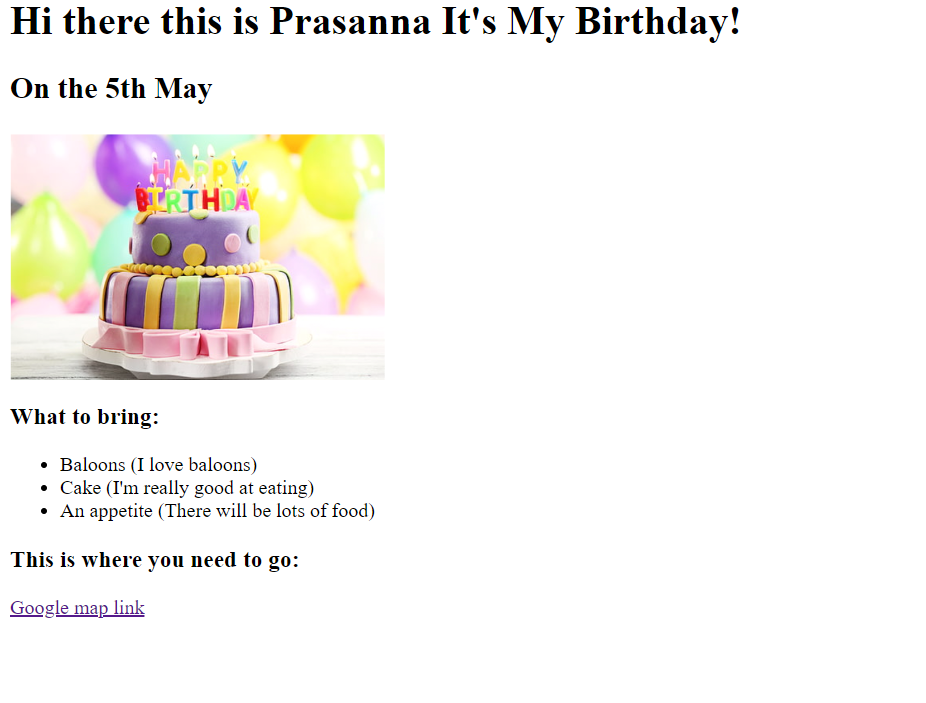 Hi there this is Prasanna It's My Birthday!
On the 5th May
HAPPY
BIRTHDAY
What to bring:
Baloons (I love baloons)
Cake (I'm really good at eating)
An appetite (There will be lots of food)
This is where you need to go:
Google map link